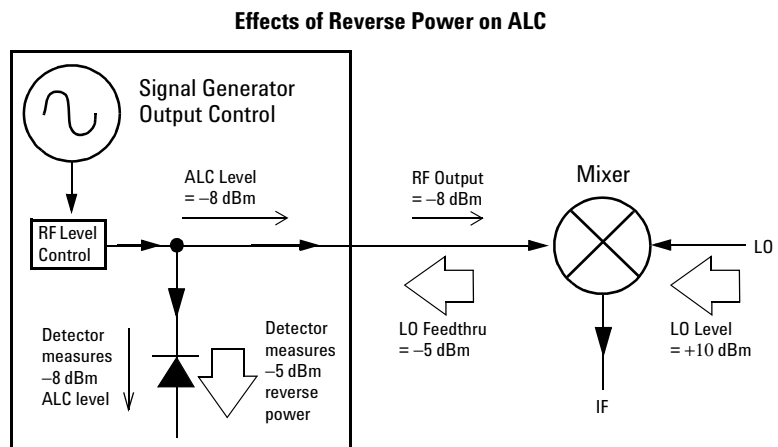 Effects of Reverse Power on ALC
Signal Generator
Output Control
ALC Level
= –8 dBm
RF Output
= –8 dBm
Mixer
RF Level
Control
LO
LO Feedthru
= –5 dBm
LO Level
= +10 dBm
Detector
measures
–8 dBm
ALC level
Detector
measures
–5 dBm
reverse
power
IF